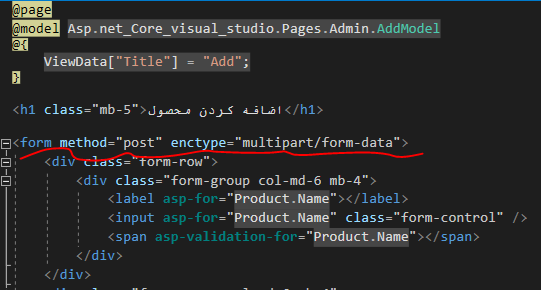 @page
@model Asp.net_Core_visual_studio.Pages.Admin.AddModel
@{
ViewData["Title"] = "Add";
}
<h1 class="mb-5">اضافه کردن محصول</h1>
<form method="post" enctype="multipart/form-data">
<div class="form-row">
<div class="form-group col-md-6 mb-4">
<label asp-for="Product.Name"></label>
<input asp-for="Product.Name" class="form-control" />
<span asp-validation-for="Product.Name"></span>
</div>
</div>